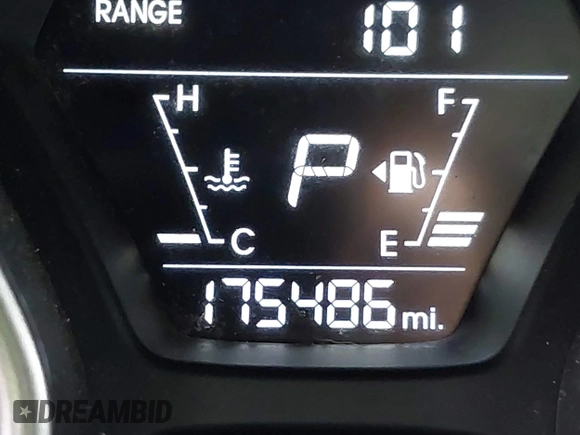 RANGE 101
H F
P
C E
175486 mi.
DREAMBID